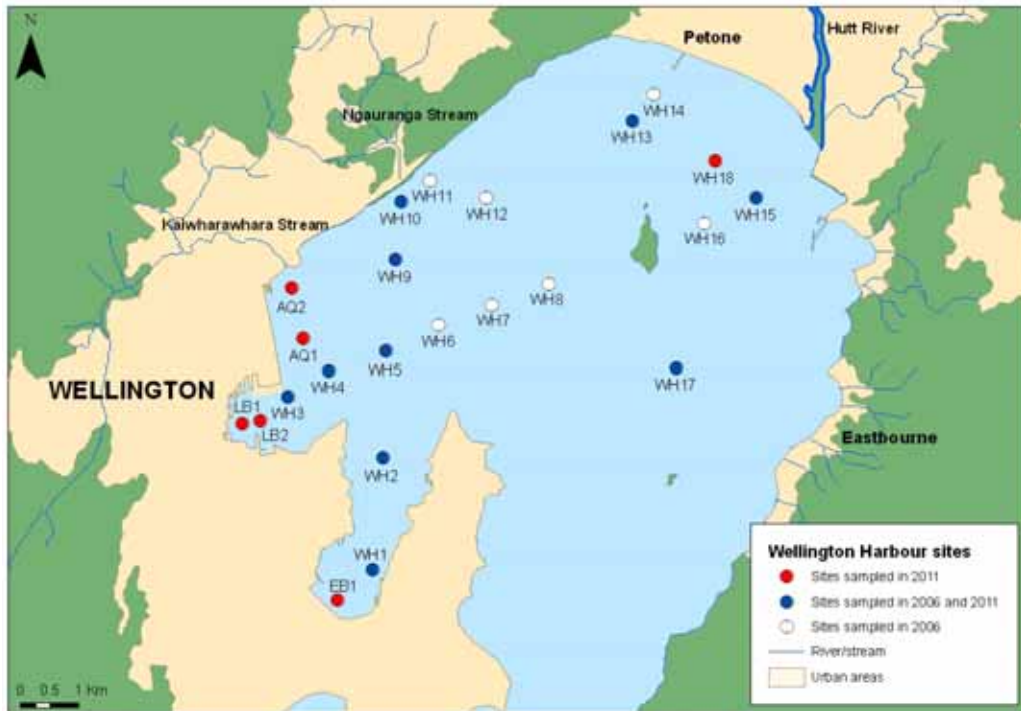 N
Petone
Hutt River
WH14
WH13
Ngauranga Stream
WH18
WH11
WH12
WH10
WH15
WH16
Kaiwharawhara Stream
WH9
AQ2
WH8
WH7
WH6
AQ1
WH5
WH4
WH17
WELLINGTON
LB1
WH3
LB2
Eastbourne
WH2
WH1
EB1
Wellington Harbour sites
Sites sampled in 2011
Sites sampled in 2006 and 2011
Sites sampled in 2006
River/stream
Urban areas
0 0.5 1 Km